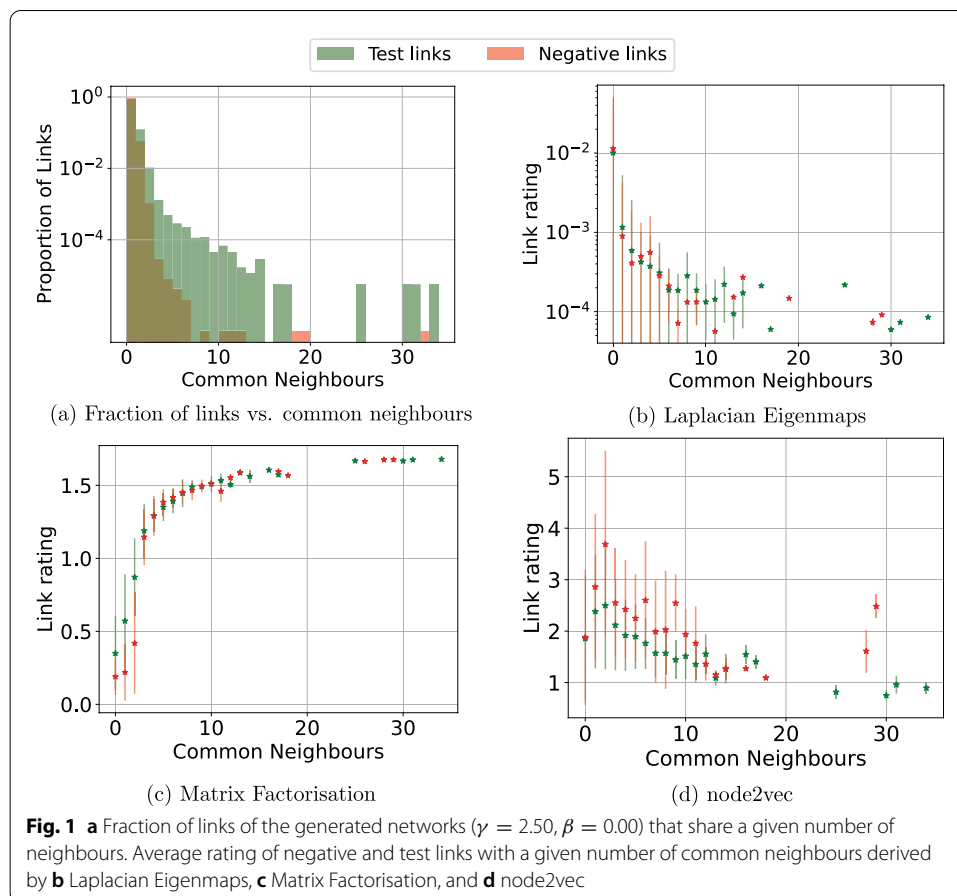 Test links Negative links
10^0
10^-2
10^-4
Proportion of Links
0 10 20 30
Common Neighbours
(a) Fraction of links vs. common neighbours
10^-2
10^-3
10^-4
Link rating
0 10 20 30
Common Neighbours
(b) Laplacian Eigenmaps
1.5
1.0
0.5
0.0
Link rating
0 10 20 30
Common Neighbours
(c) Matrix Factorisation
5
4
3
2
1
Link rating
0 10 20 30
Common Neighbours
(d) node2vec
Fig. 1 a Fraction of links of the generated networks (γ = 2.50, β = 0.00) that share a given number of
neighbours. Average rating of negative and test links with a given number of common neighbours derived
by b Laplacian Eigenmaps, c Matrix Factorisation, and d node2vec